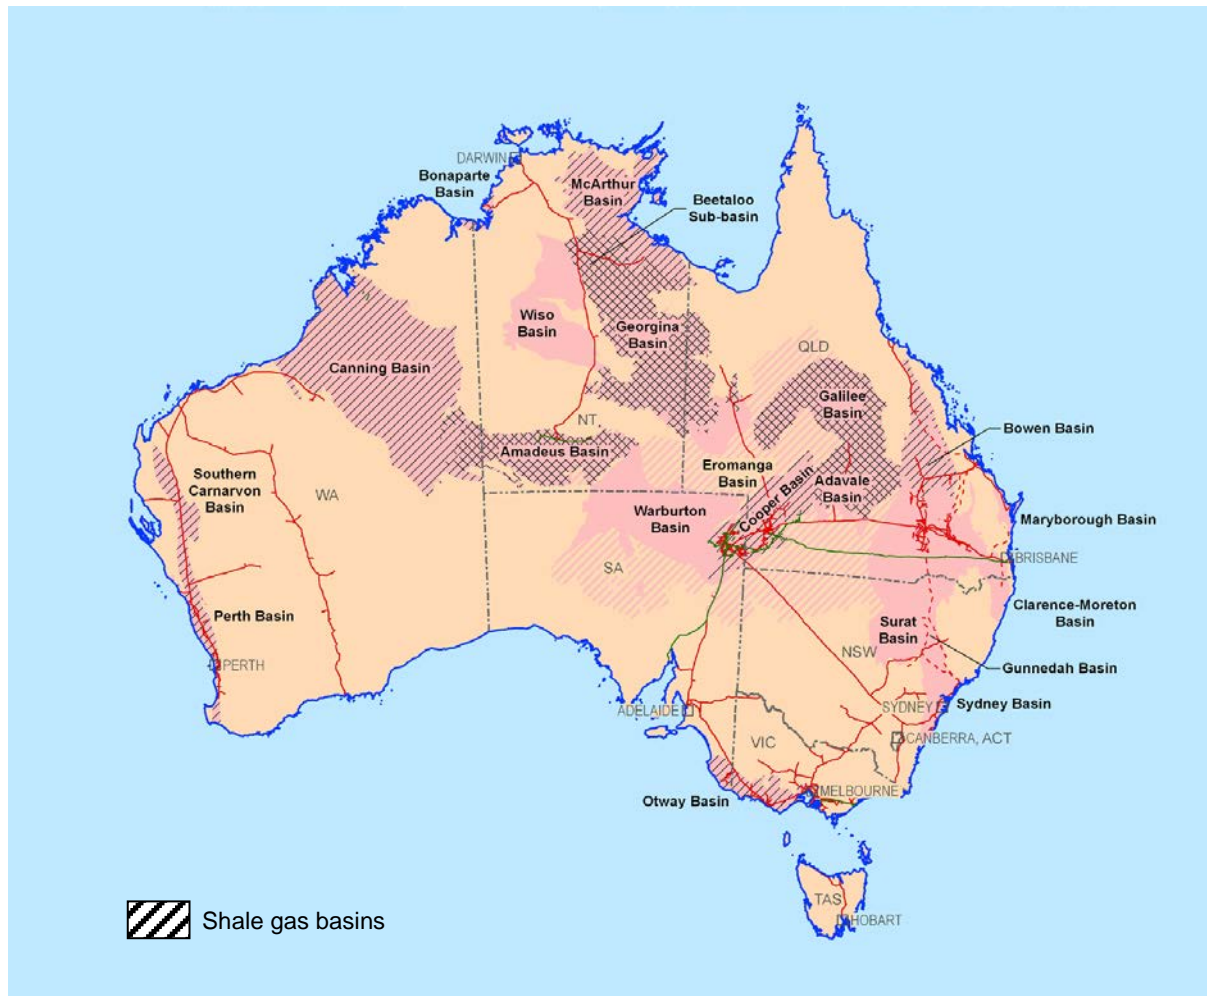 DARWIN
Bonaparte
Basin
McArthur
Basin
Beetaloo
Sub-basin
Wiso
Basin
Georgina
Basin
QLD
Canning Basin
Galilee
Basin
NT
Bowen Basin
Amadeus Basin
Eromanga
Basin
Cooper Basin
Adavale
Basin
Southern
Carnarvon
Basin
WA
Warburton
Basin
Maryborough Basin
BRISBANE
SA
Clarence-Moreton
Basin
Perth Basin
Surat
Basin
NSW
Gunnedah Basin
PERTH
ADELAIDE
SYDNEY
Sydney Basin
VIC
CANBERRA, ACT
Otway Basin
MELBOURNE
TAS
HOBART
Shale gas basins